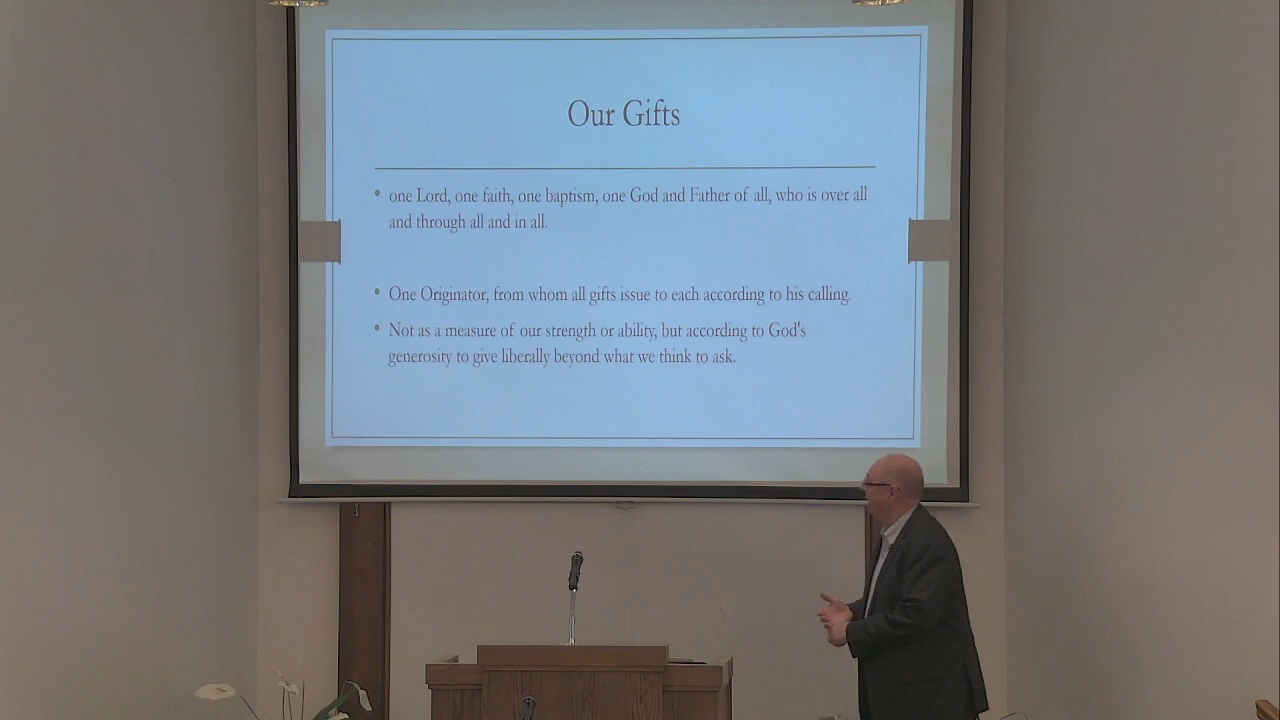 Our Gifts
one Lord, one faith, one baptism, one God and Father of all, who is over all
and through all and in all.
One Originator, from whom all gifts issue to each according to his calling.
Not as a measure of our strength or ability, but according to God's
generosity to give liberally beyond what we think to ask.